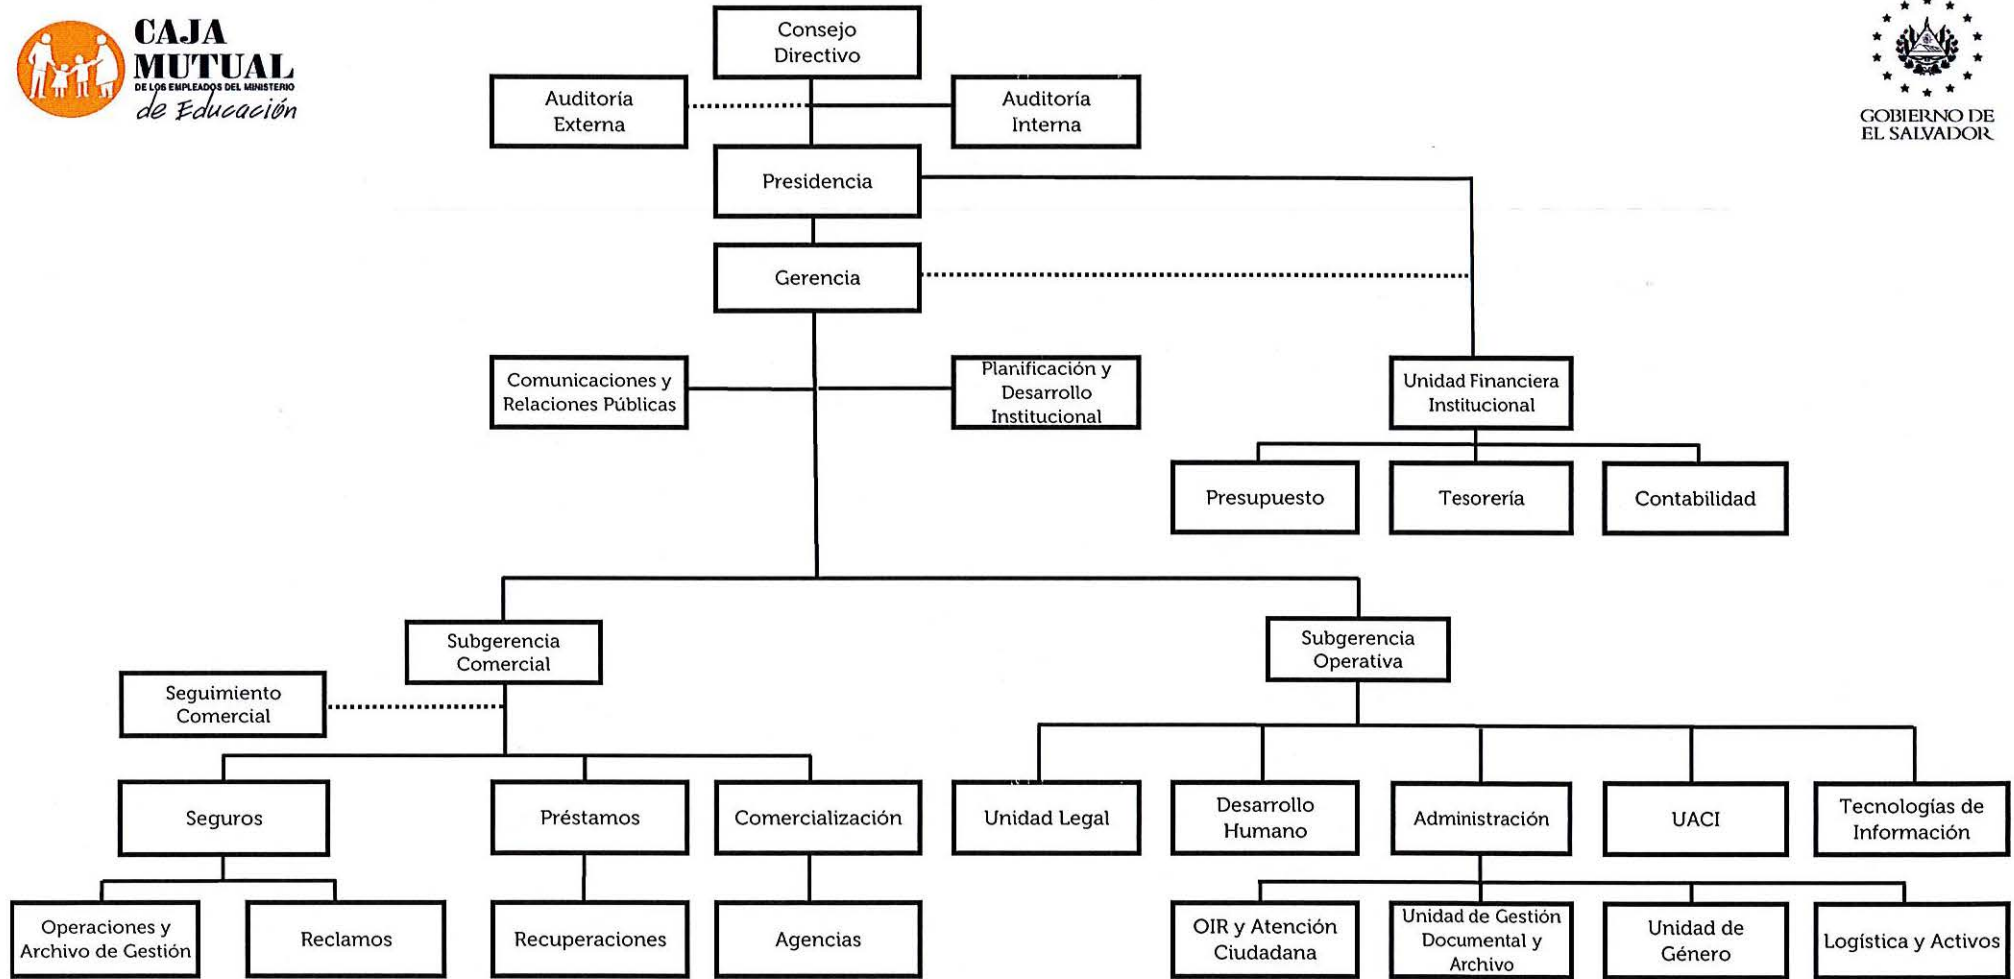 CAJA
MUTUAL
DE LOS EMPLEADOS DEL MINISTERIO
de Educación
GOBIERNO DE
EL SALVADOR
Consejo
Directivo
Auditoría
Externa
Auditoría
Interna
Presidencia
Gerencia
Comunicaciones y
Relaciones Públicas
Planificación y
Desarrollo
Institucional
Unidad Financiera
Institucional
Presupuesto
Tesorería
Contabilidad
Subgerencia
Comercial
Subgerencia
Operativa
Seguimiento
Comercial
Seguros
Préstamos
Comercialización
Unidad Legal
Desarrollo
Humano
Administración
UACI
Tecnologías de
Información
Operaciones y
Archivo de Gestión
Reclamos
Recuperaciones
Agencias
OIR y Atención
Ciudadana
Unidad de Gestión
Documental y
Archivo
Unidad de
Género
Logística y Activos